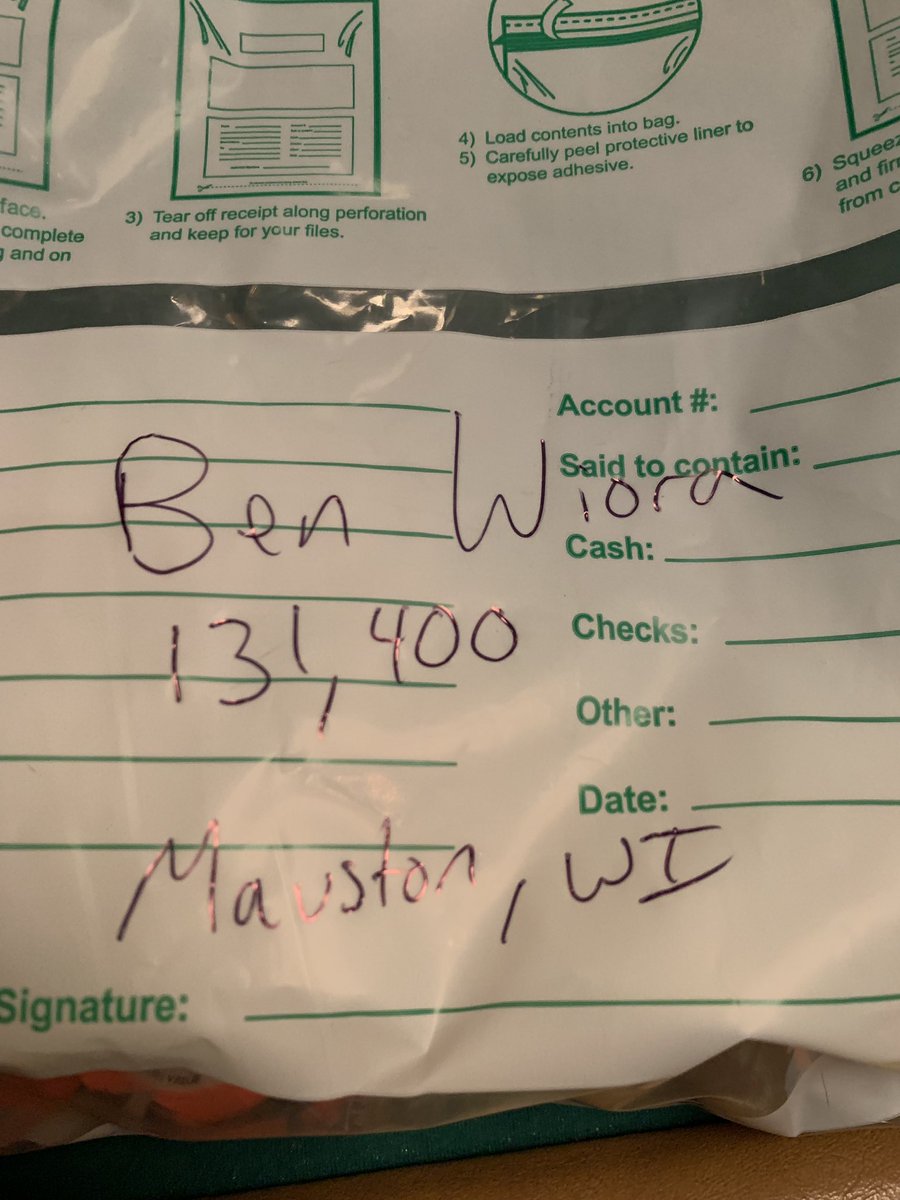 4) Load contents into bag.
5) Carefully peel protective liner to
expose adhesive.
6) Squeez
and fir
from c
face.
complete
g and on
3) Tear off receipt along perforation
and keep for your files.
Account #:
Said to contain:
Ben Wiora
Cash:
131,400
Checks:
Other:
Date:
Mauston, WI
Signature: